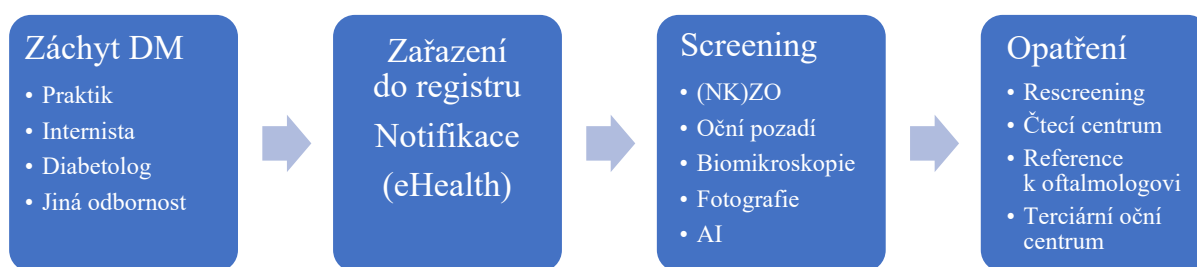 Záchyt DM
• Praktik
• Internista
• Diabetolog
• Jiná odbornost
Zařazení
do registru
Notifikace
(eHealth)
Screening
• (NK)ZO
• Oční pozadí
• Biomikroskopie
• Fotografie
• AI
Opatření
• Rescreening
• Čtecí centrum
• Reference
k oftalmologovi
• Terciární oční
centrum